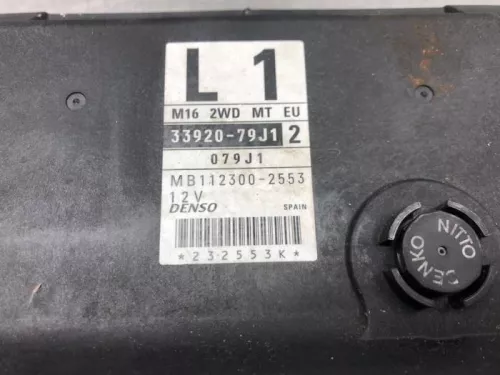 L 1
M16 2WD MT EU
33920-79J1 2
079J1
MB112300-2553
12V
DENSO SPAIN
*232553K*
NITTO
DENKO